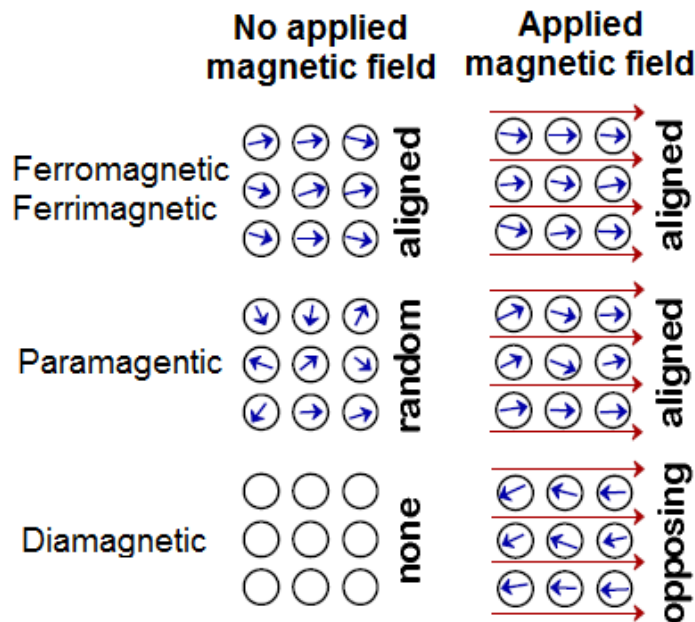 No applied
magnetic field
Applied
magnetic field
Ferromagnetic
Ferrimagnetic
aligned
aligned
Paramagentic
random
aligned
Diamagnetic
none
opposing